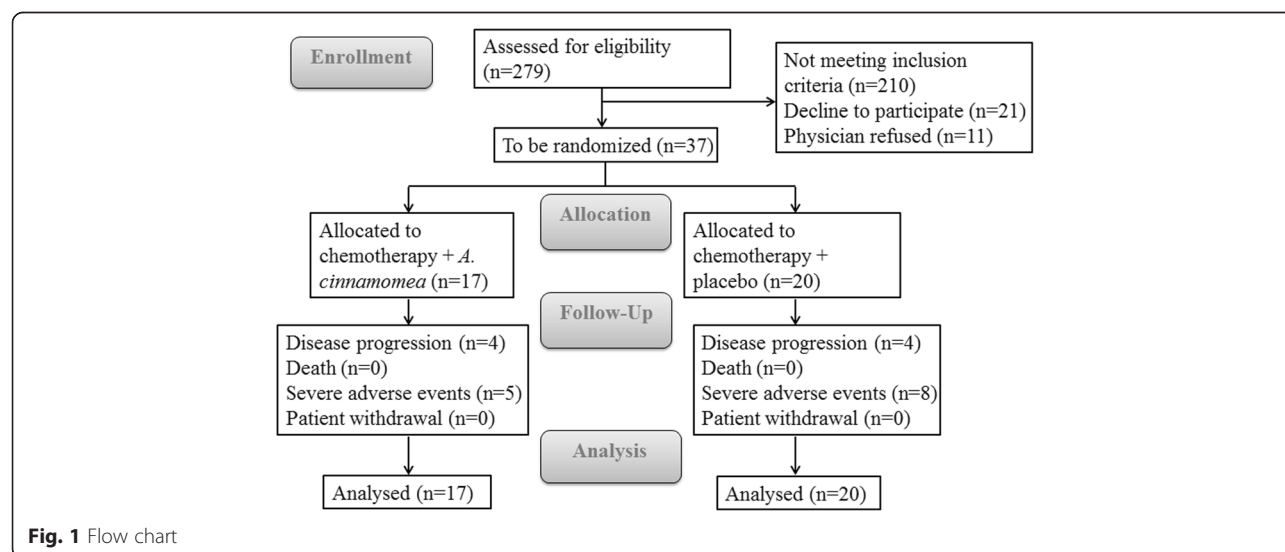 Enrollment
Assessed for eligibility
(n=279)
Not meeting inclusion
criteria (n=210)
Decline to participate (n=21)
Physician refused (n=11)
To be randomized (n=37)
Allocation
Allocated to
chemotherapy + A.
cinnamomea (n=17)
Allocated to
chemotherapy +
placebo (n=20)
Follow-Up
Disease progression (n=4)
Death (n=0)
Severe adverse events (n=5)
Patient withdrawal (n=0)
Disease progression (n=4)
Death (n=0)
Severe adverse events (n=8)
Patient withdrawal (n=0)
Analysis
Analysed (n=17)
Analysed (n=20)
Fig. 1 Flow chart